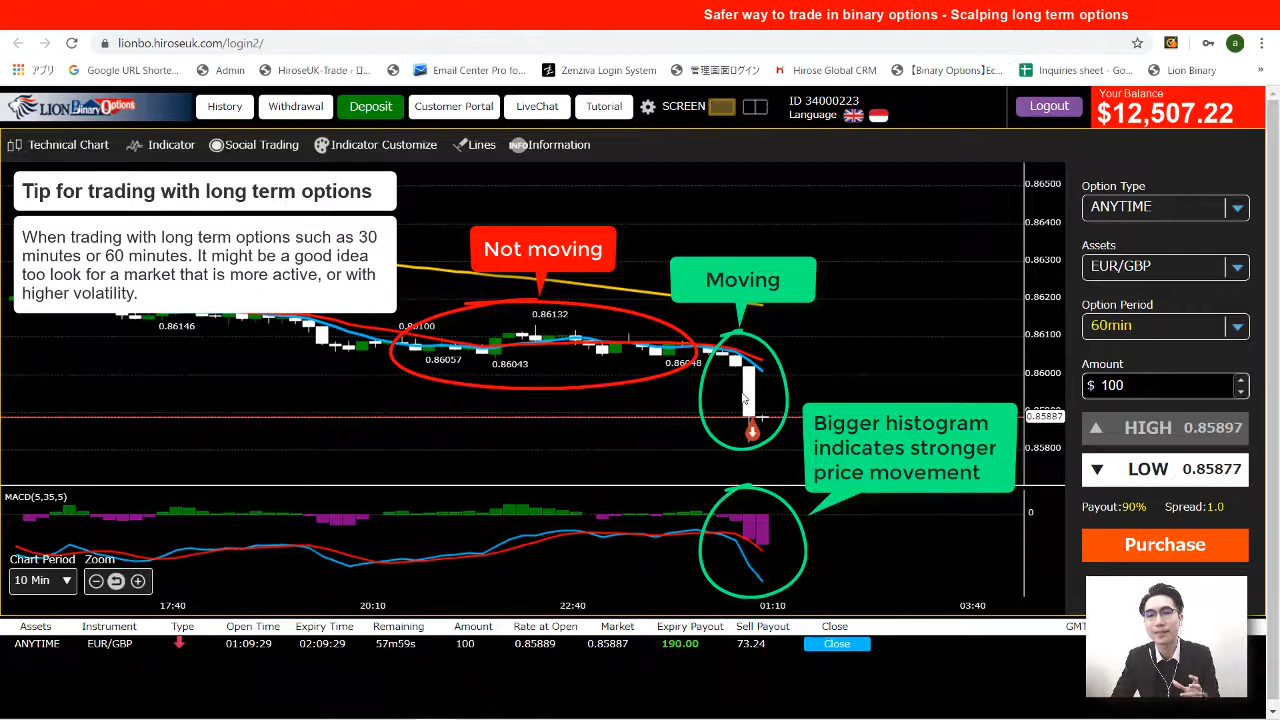 Safer way to trade in binary options - Scalping long term options
lionbo.hiroseuk.com/login2/
a
アプリ
Google URL Shorte...
Admin
HiroseUK-Trade ‹ ロ...
Email Center Pro fo...
Zenziva Login System
管理画面ログイン
Hirose Global CRM
【Binary Options】Ec...
Inquiries sheet - Go...
Lion Binary
»
LION Binary Options
History
Withdrawal
Deposit
Customer Portal
LiveChat
Tutorial
SCREEN
ID 34000223
Language
Logout
Your Balance
$12,507.22
Technical Chart
Indicator
Social Trading
Indicator Customize
Lines
INFO
Information
Tip for trading with long term options
When trading with long term options such as 30
minutes or 60 minutes. It might be a good idea
too look for a market that is more active, or with
higher volatility.
Not moving
Moving
Bigger histogram
indicates stronger
price movement
0.86146
0.86100
0.86057
0.86132
0.86043
0.86048
0.86500
0.86400
0.86300
0.86200
0.86100
0.86000
0.85887
0.85800
MACD(5,35,5)
0
Chart Period
10 Min
Zoom
17:40
20:10
22:40
01:10
03:40
Option Type
ANYTIME
Assets
EUR/GBP
Option Period
60min
Amount
$ 100
HIGH 0.85897
LOW 0.85877
Payout:90% Spread:1.0
Purchase
Assets Instrument Type Open Time Expiry Time Remaining Amount Rate at Open Market Expiry Payout Sell Payout Close GMT
ANYTIME EUR/GBP 01:09:29 02:09:29 57m59s 100 0.85889 0.85887 190.00 73.24 Close